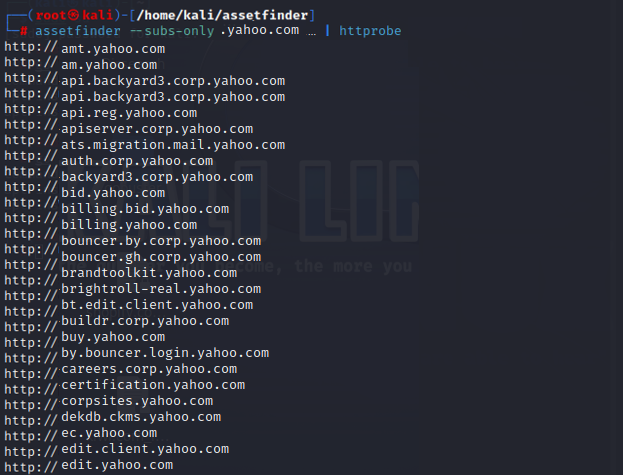 ┌──(root㉿kali)-[/home/kali/assetfinder]
└─# assetfinder --subs-only .yahoo.com … | httprobe
http:// amt.yahoo.com
http:// am.yahoo.com
http:// api.backyard3.corp.yahoo.com
http:// api.backyard3.corp.yahoo.com
http:// api.reg.yahoo.com
http:// apiserver.corp.yahoo.com
http:// ats.migration.mail.yahoo.com
http:// auth.corp.yahoo.com
http:// backyard3.corp.yahoo.com
http:// bid.yahoo.com
http:// billing.bid.yahoo.com
http:// billing.yahoo.com
http:// bouncer.by.corp.yahoo.com
http:// bouncer.gh.corp.yahoo.com
http:// brandtoolkit.yahoo.com
http:// brightroll-real.yahoo.com
http:// bt.edit.client.yahoo.com
http:// buildr.corp.yahoo.com
http:// buy.yahoo.com
http:// by.bouncer.login.yahoo.com
http:// careers.corp.yahoo.com
http:// certification.yahoo.com
http:// corpsites.yahoo.com
http:// dekdb.ckms.yahoo.com
http:// ec.yahoo.com
http:// edit.client.yahoo.com
http:// edit.yahoo.com